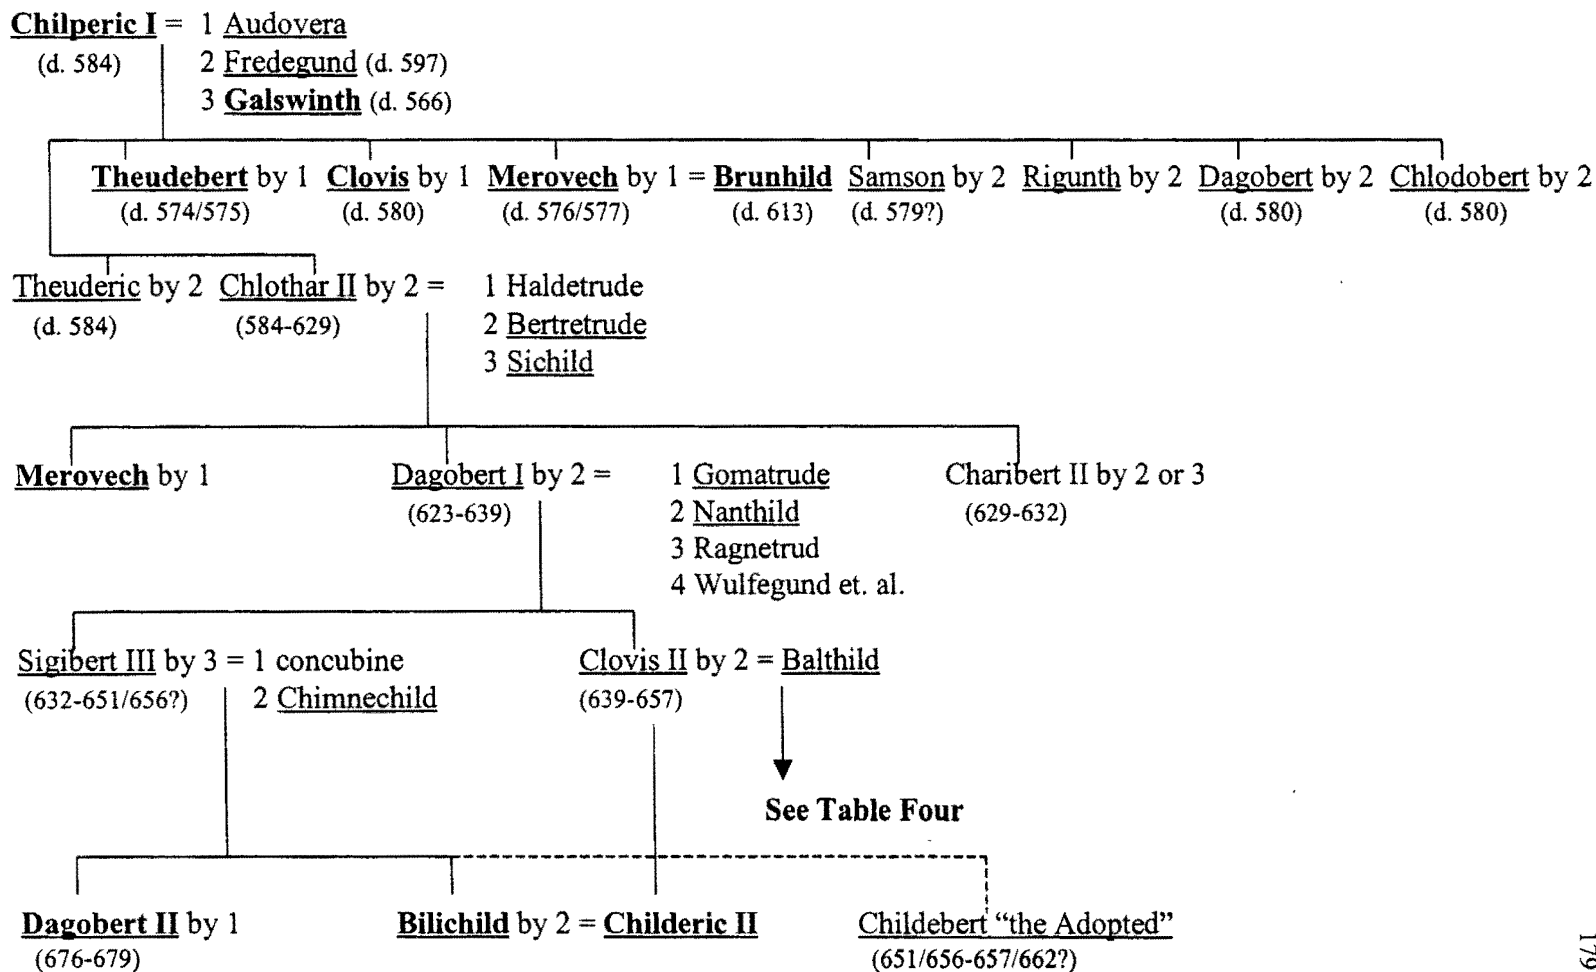 Chilperic I = 1 Audovera
(d. 584) 2 Fredegund (d. 597)
3 Galswinth (d. 566)
Theudebert by 1 Clovis by 1 Merovech by 1 = Brunhild Samson by 2 Rigunth by 2 Dagobert by 2 Chlodobert by 2
(d. 574/575) (d. 580) (d. 576/577) (d. 613) (d. 579?) (d. 580) (d. 580)
Theuderic by 2 Chlothar II by 2 = 1 Haldetrude
(d. 584) (584-629) 2 Bertretrude
3 Sichild
Merovech by 1 Dagobert I by 2 = 1 Gomatrude Charibert II by 2 or 3
(623-639) 2 Nanthild (629-632)
3 Ragnetrud
4 Wulfegund et. al.
Sigibert III by 3 = 1 concubine Clovis II by 2 = Balthild
(632-651/656?) 2 Chimnechild (639-657)
See Table Four
Dagobert II by 1 Bilichild by 2 = Childeric II Childebert “the Adopted”
(676-679) (651/656-657/662?)
179